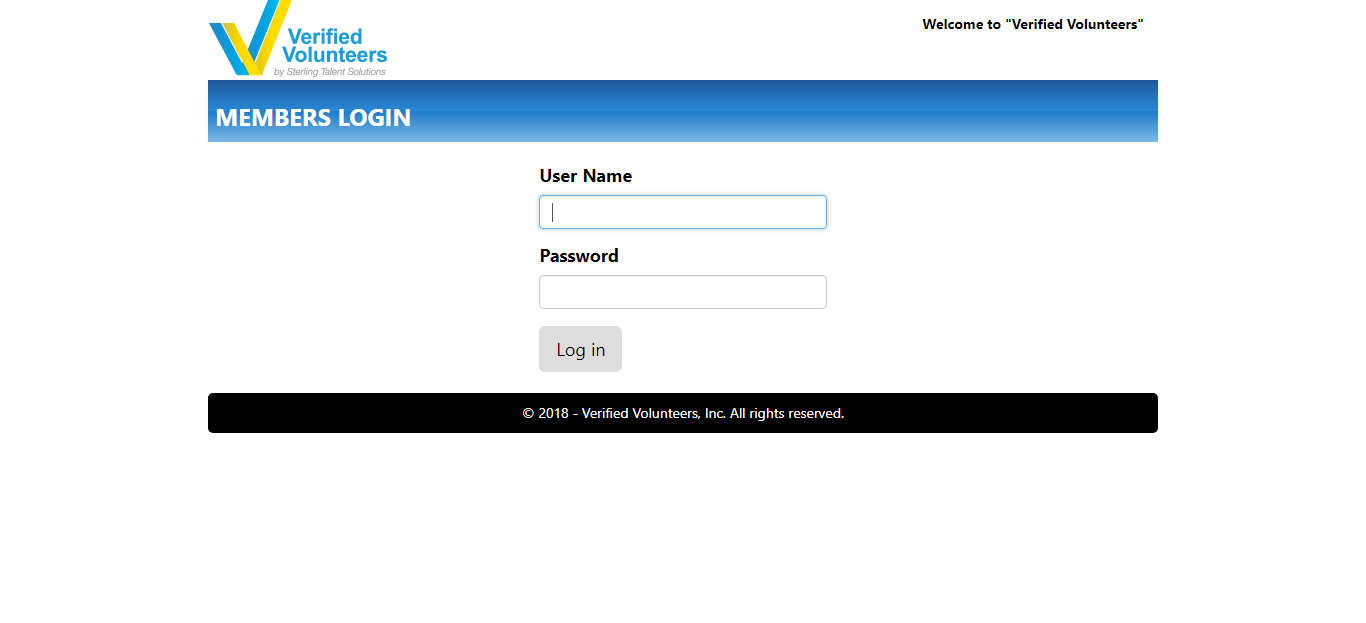 Verified
Volunteers
by Sterling Talent Solutions
Welcome to "Verified Volunteers"
MEMBERS LOGIN
User Name
Password
Log in
© 2018 - Verified Volunteers, Inc. All rights reserved.